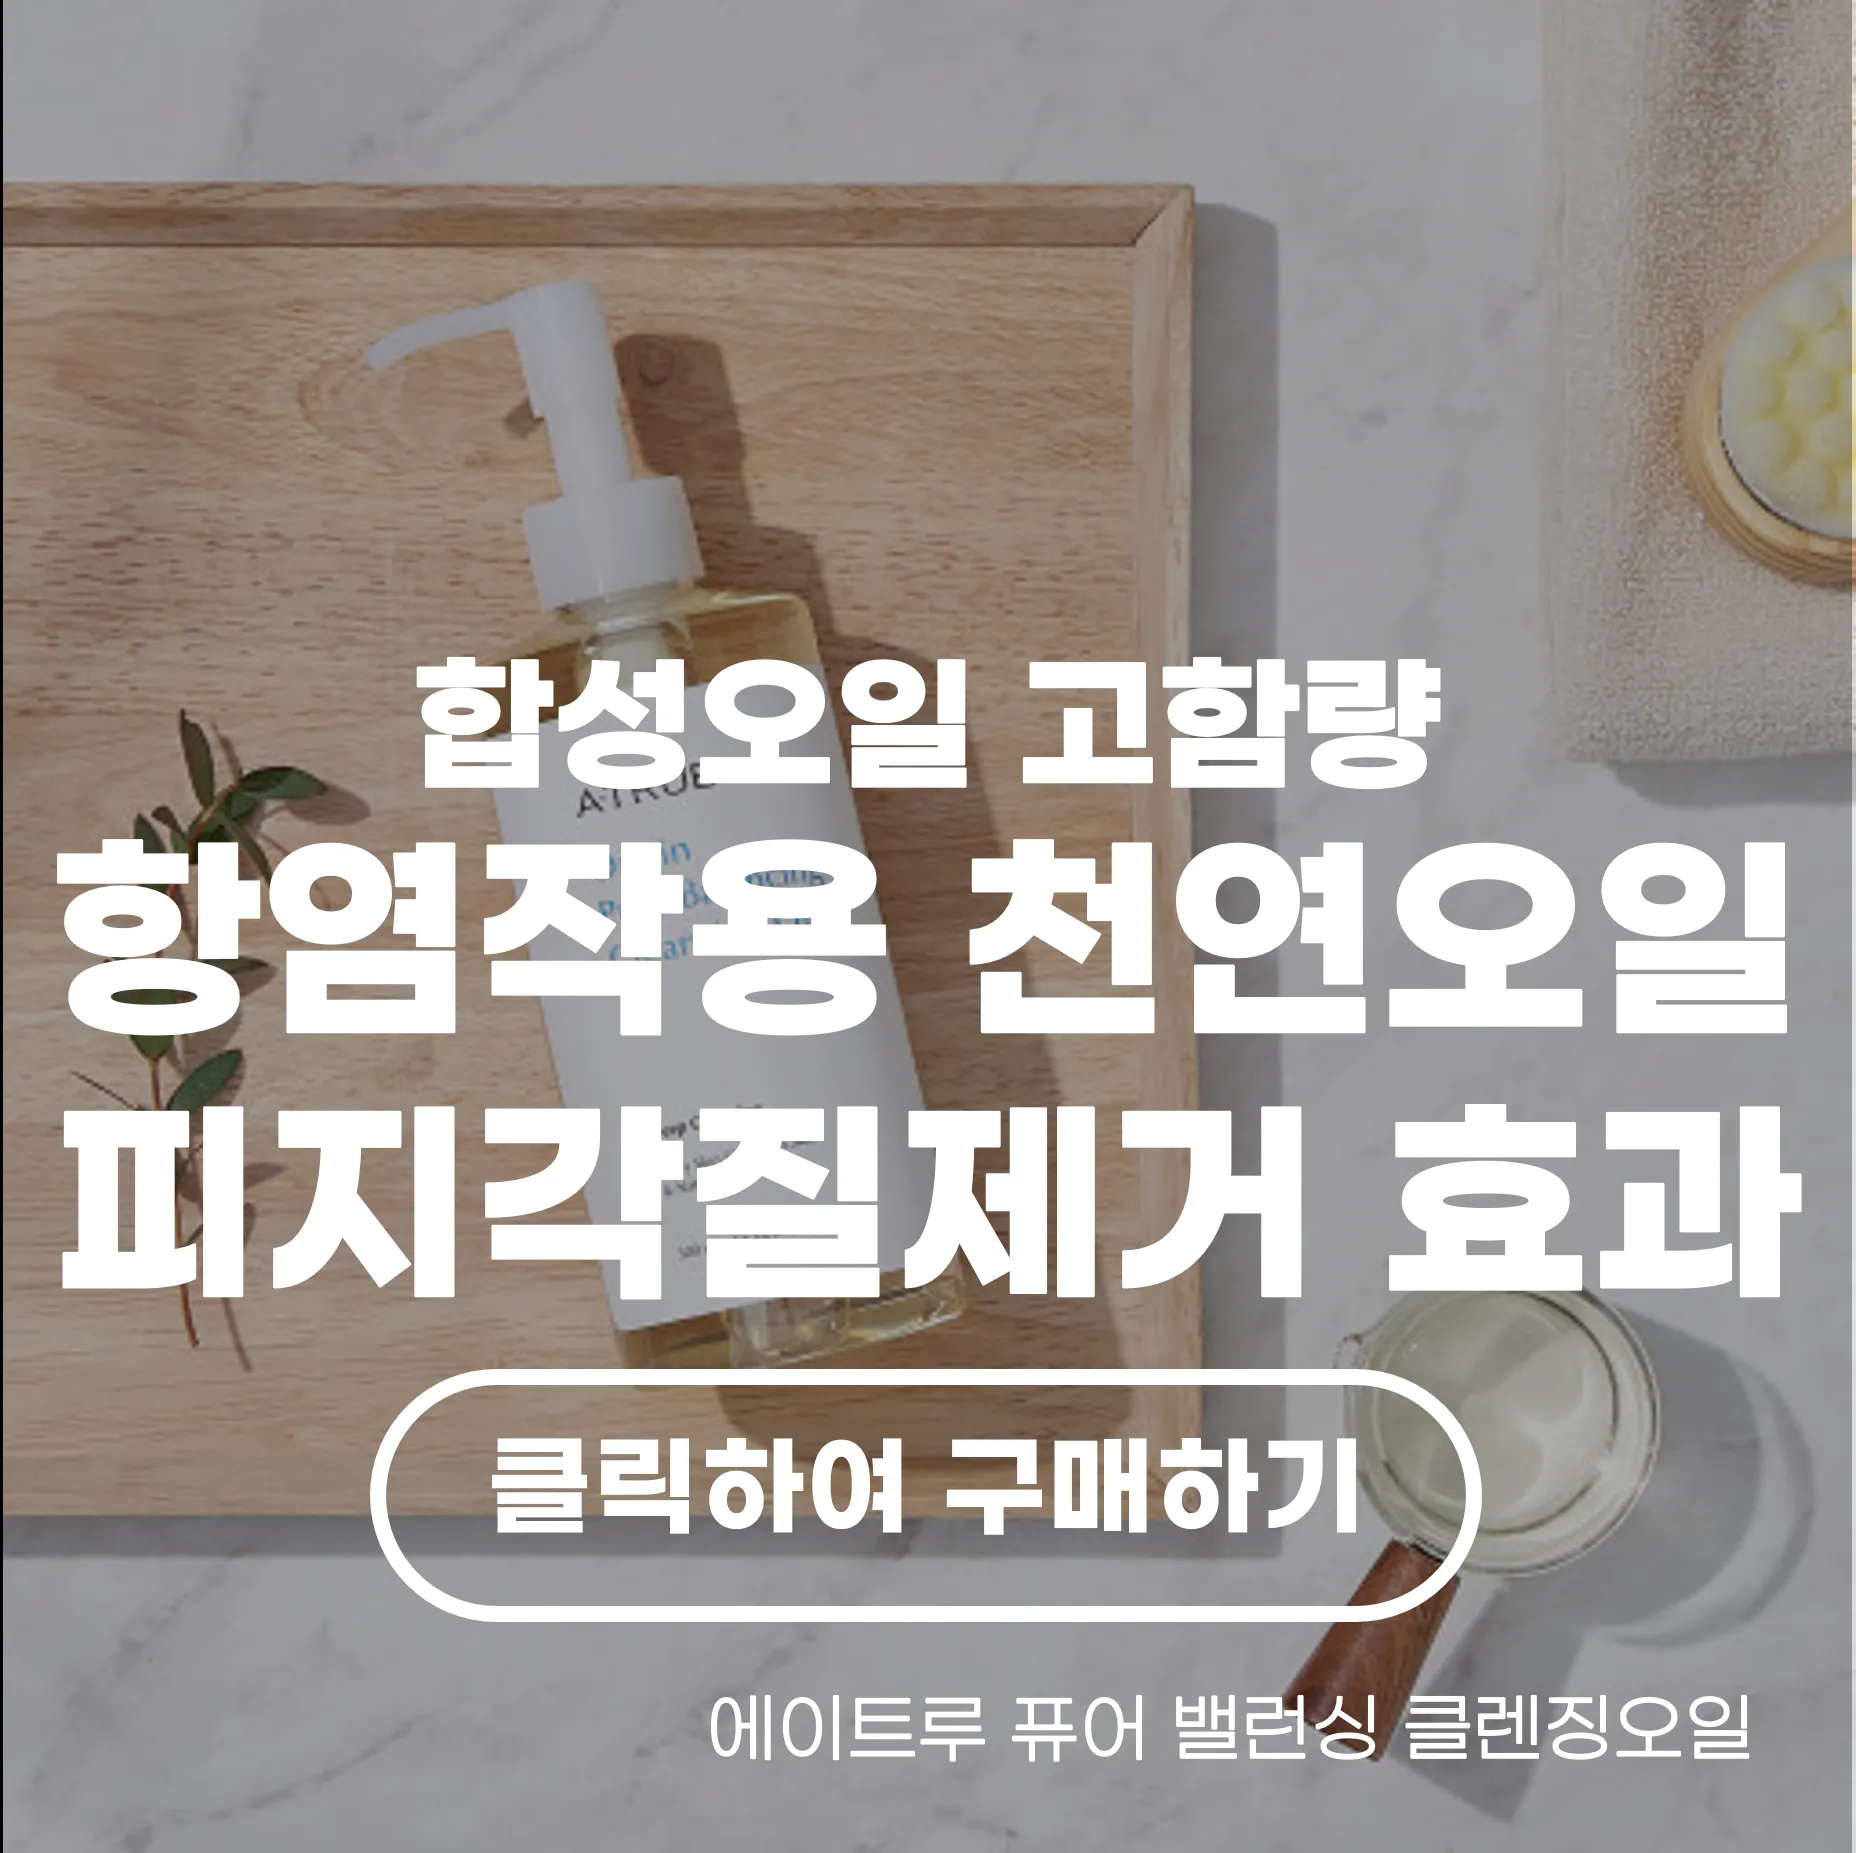 합성오일 고함량
항염작용 천연오일
피지각질제거 효과
클릭하여 구매하기
에이트루 퓨어 밸런싱 클렌징오일